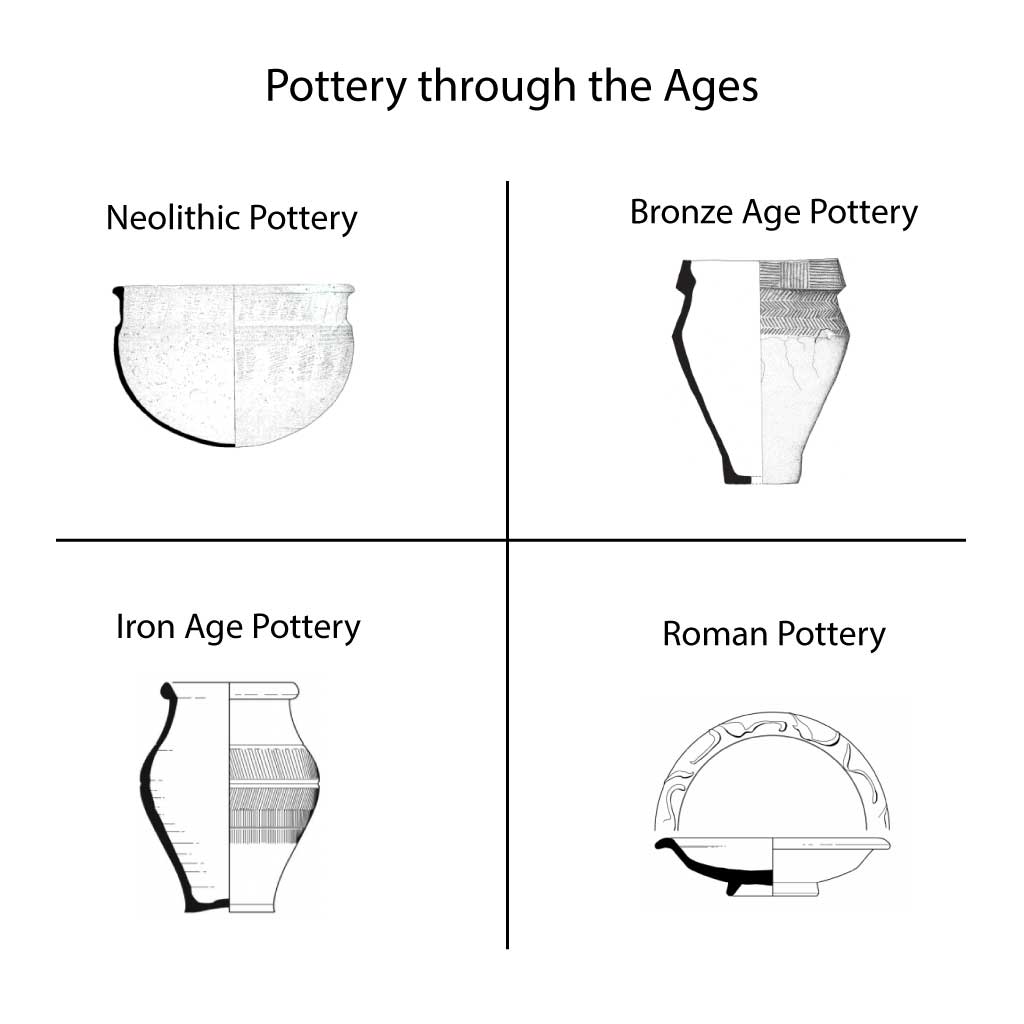 Pottery through the Ages
Neolithic Pottery
Bronze Age Pottery
Iron Age Pottery
Roman Pottery